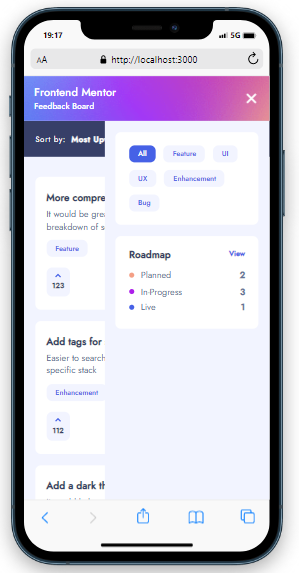 19:17
5G
AA
http://localhost:3000
Frontend Mentor
Feedback Board
Sort by: Most Up
All
Feature
UI
UX
Enhancement
Bug
Roadmap
View
Planned 2
In-Progress 3
Live 1
More compre
It would be grea
breakdown of s
Feature
123
Add tags for
Easier to search
specific stack
Enhancement
112
Add a dark th